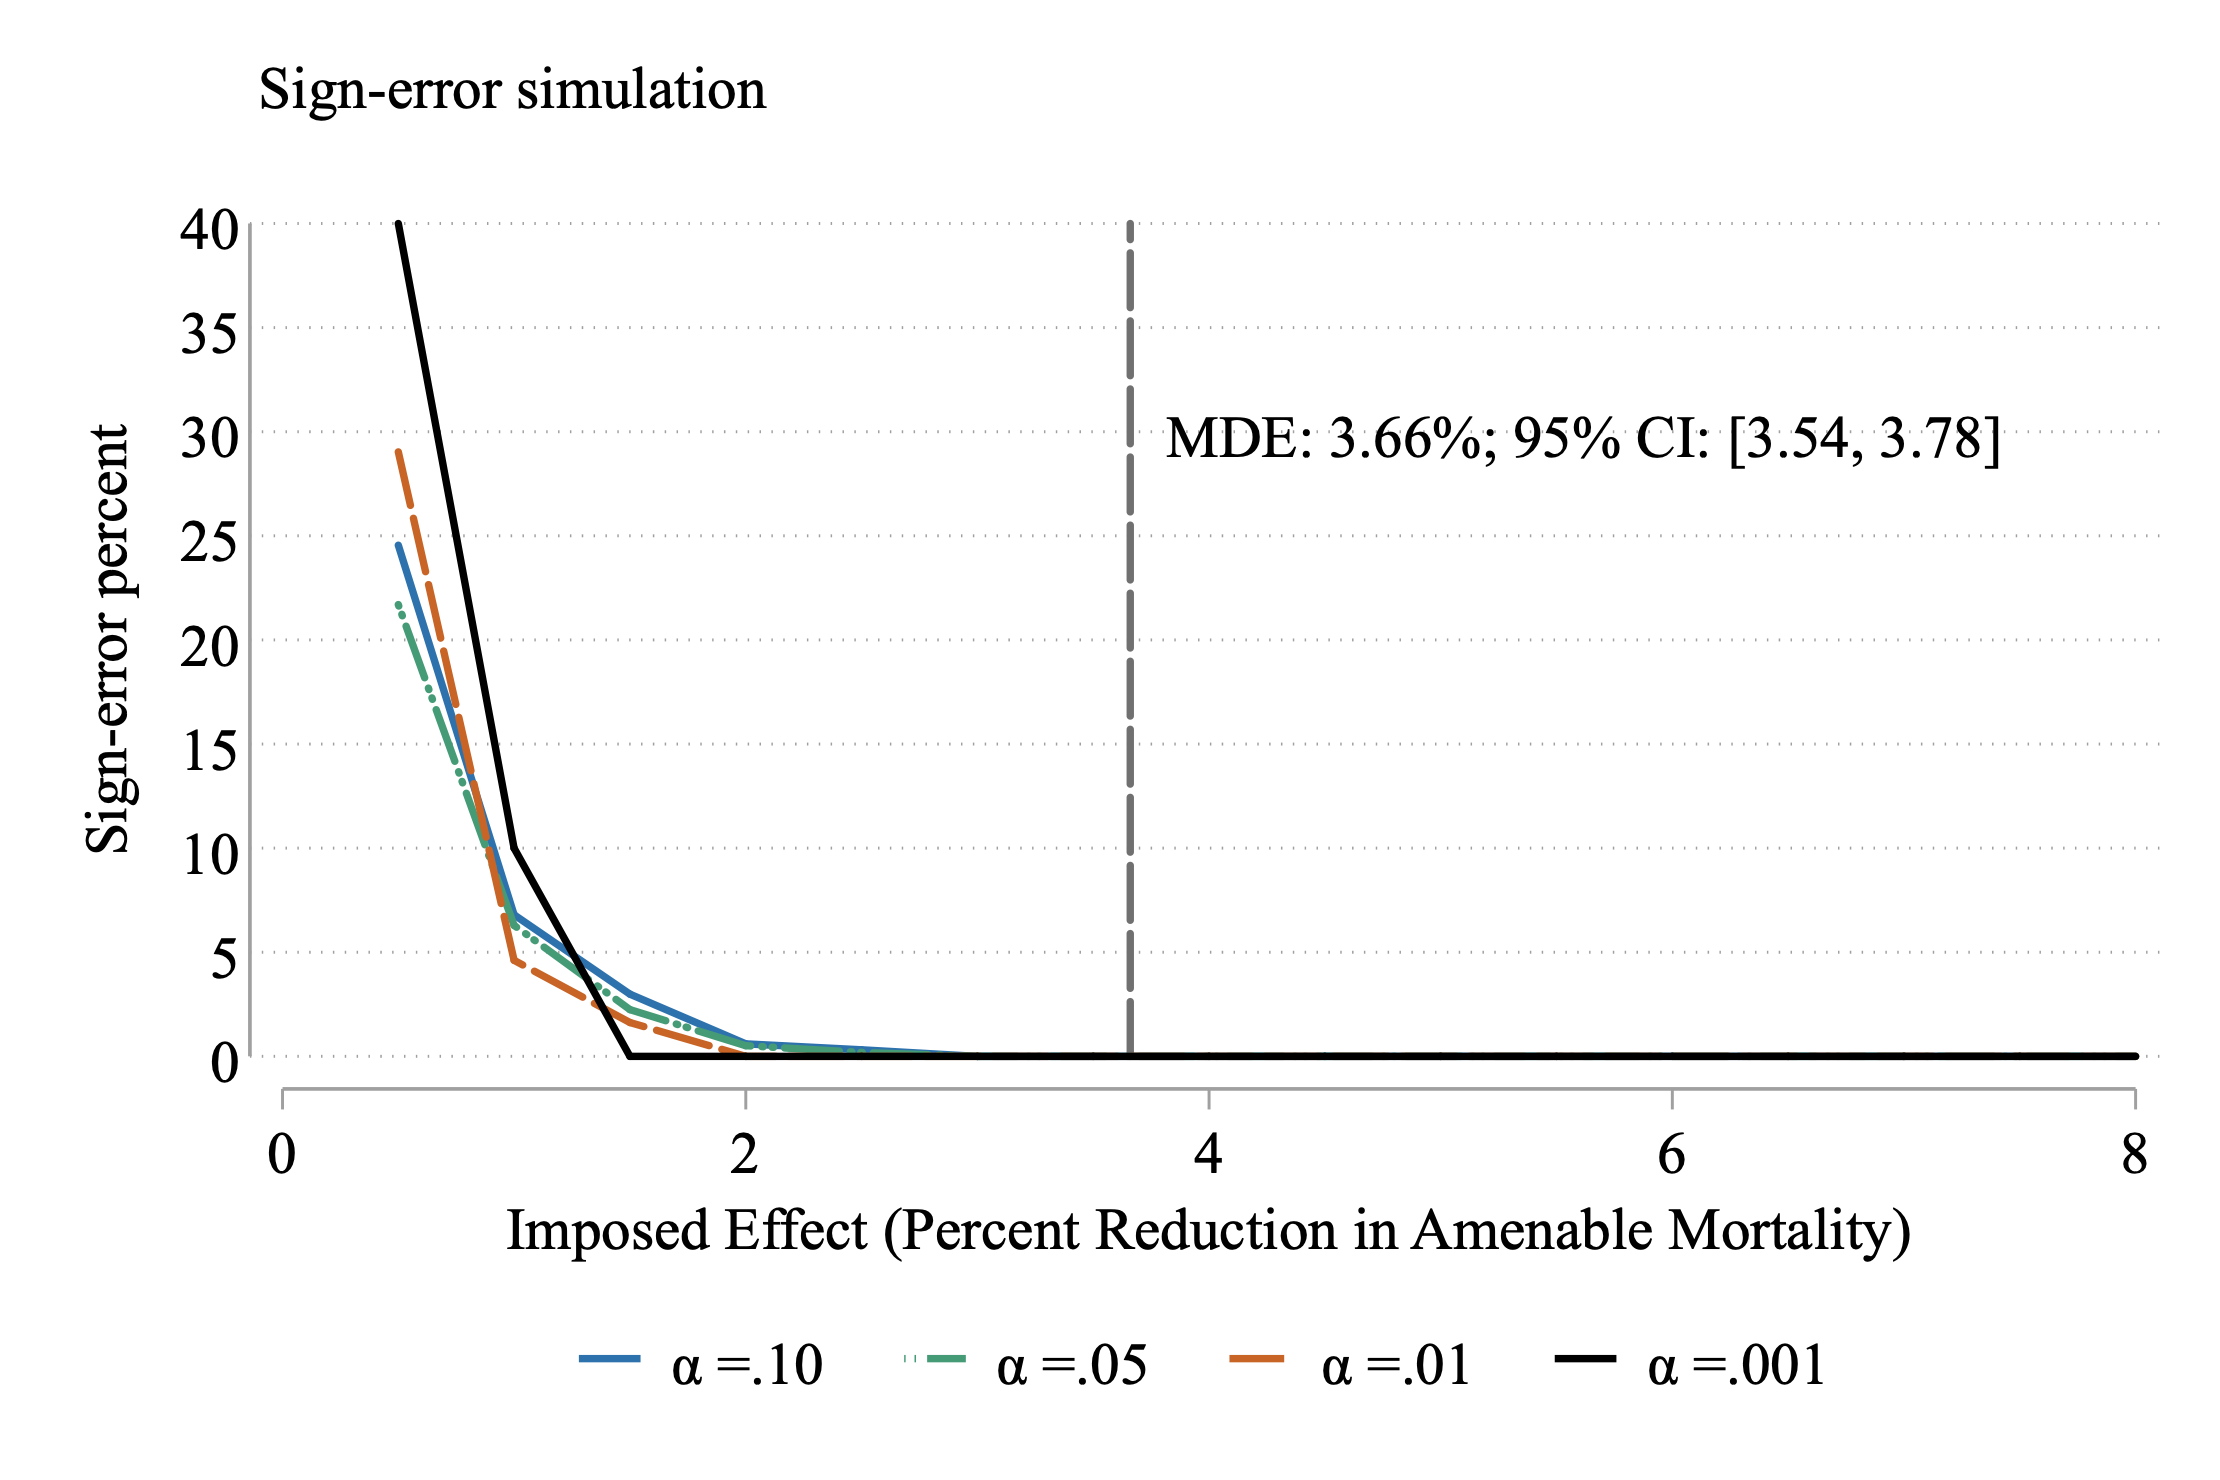 Sign-error simulation
40
35
30
25
20
15
10
5
0
Sign-error percent
MDE: 3.66%; 95% CI: [3.54, 3.78]
0 2 4 6 8
Imposed Effect (Percent Reduction in Amenable Mortality)
α =.10 α =.05 α =.01 α =.001